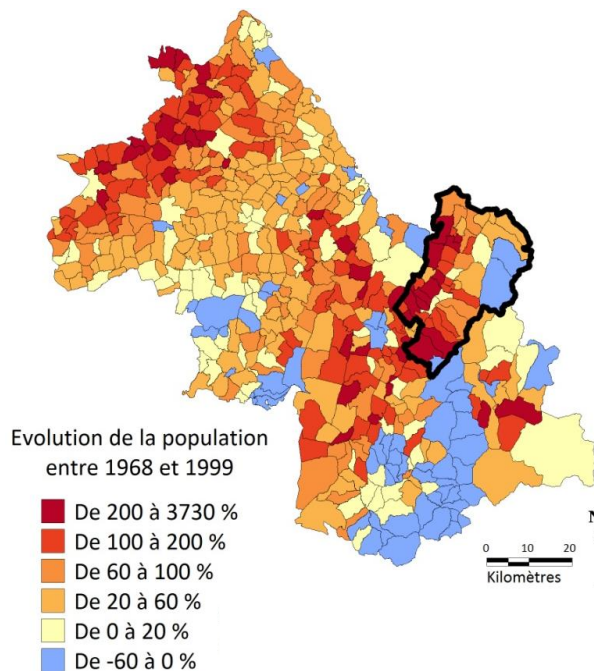 Evolution de la population
entre 1968 et 1999
De 200 à 3730 %
De 100 à 200 %
De 60 à 100 %
De 20 à 60 %
De 0 à 20 %
De -60 à 0 %
N
0 10 20
Kilomètres